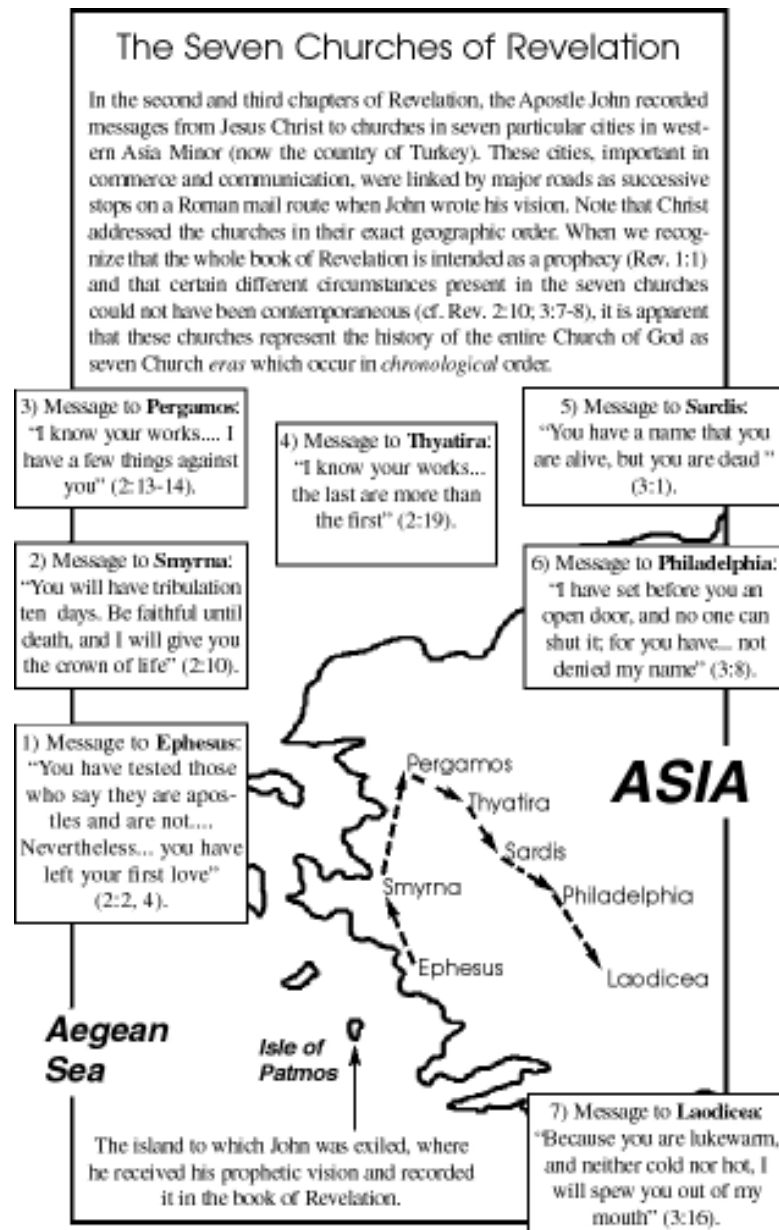 The Seven Churches of Revelation
In the second and third chapters of Revelation, the Apostle John recorded
messages from Jesus Christ to churches in seven particular cities in west-
ern Asia Minor (now the country of Turkey). These cities, important in
commerce and communication, were linked by major roads as successive
stops on a Roman mail route when John wrote his vision. Note that Christ
addressed the churches in their exact geographic order. When we recog-
nize that the whole book of Revelation is intended as a prophecy (Rev. 1:1)
and that certain different circumstances present in the seven churches
could not have been contemporaneous (cf. Rev. 2:10; 3:7-8), it is apparent
that these churches represent the history of the entire Church of God as
seven Church eras which occur in chronological order.
3) Message to Pergamos:
“I know your works.... I
have a few things against
you” (2:13-14).
4) Message to Thyatira:
“I know your works...
the last are more than
the first” (2:19).
5) Message to Sardis:
“You have a name that you
are alive, but you are dead ”
(3:1).
2) Message to Smyrna:
“You will have tribulation
ten days. Be faithful until
death, and I will give you
the crown of life” (2:10).
6) Message to Philadelphia:
“I have set before you an
open door, and no one can
shut it; for you have... not
denied my name” (3:8).
1) Message to Ephesus:
“You have tested those
who say they are apos-
tles and are not....
Nevertheless... you have
left your first love”
(2:2, 4).
Pergamos
Thyatira
Sardis
Smyrna
Philadelphia
Ephesus
Laodicea
ASIA
Aegean
Sea
Isle of
Patmos
The island to which John was exiled, where
he received his prophetic vision and recorded
it in the book of Revelation.
7) Message to Laodicea:
“Because you are lukewarm,
and neither cold nor hot, I
will spew you out of my
mouth” (3:16).